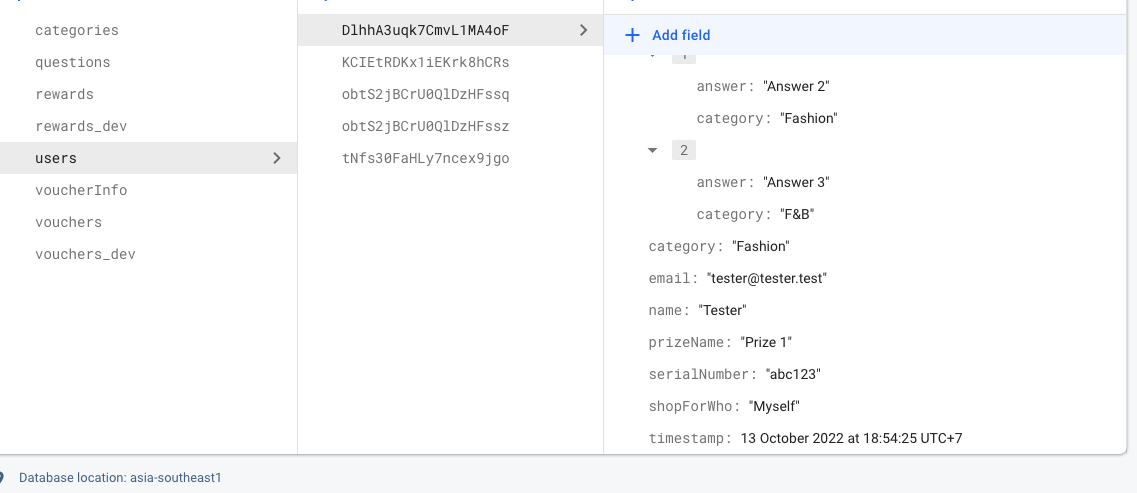 categories
questions
rewards
rewards_dev
users
voucherInfo
vouchers
vouchers_dev
DlhhA3uqk7CmvL1MA4oF
KCIEtRDKx1iEKrk8hCRs
obtS2jBCrU0QlDzHFssq
obtS2jBCrU0QlDzHFssz
tNfs30FaHLy7ncex9jgo
+ Add field
answer: "Answer 2"
category: "Fashion"
2
answer: "Answer 3"
category: "F&B"
category: "Fashion"
email: "tester@tester.test"
name: "Tester"
prizeName: "Prize 1"
serialNumber: "abc123"
shopForWho: "Myself"
timestamp: 13 October 2022 at 18:54:25 UTC+7
Database location: asia-southeast1